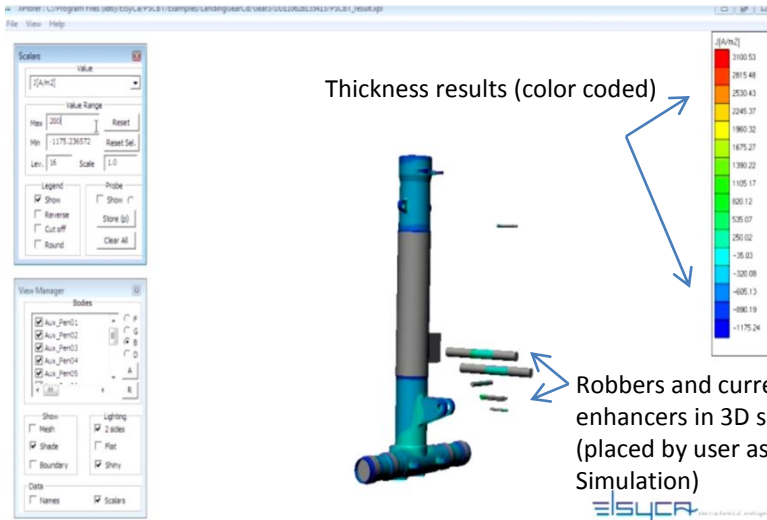 File View Help
Scalars
Value
J[A/m2]
Value Range
Max 200 Reset
Min -1175.236572 Reset Sel.
Lev. 16 Scale 1.0
Legend
Probe
Show
Show
Reverse
Store (p)
Cut off
Round
Clear All
View Manager
Bodies
Aux_Pen01
Aux_Pen02
Aux_Pen03
Aux_Pen04
Aux_Pen05
F
G
B
D
A
R
Show
Lighting
Mesh
2 sides
Shade
Flat
Boundary
Shiny
Data
Names
Scalars
Thickness results (color coded)
J[A/m2]
3100.53
2815.48
2530.43
2245.37
1960.32
1675.27
1390.22
1105.17
820.12
535.07
250.02
-35.03
-320.08
-605.13
-890.19
-1175.24
Robbers and curre
enhancers in 3D s
(placed by user as
Simulation)
Elsyca